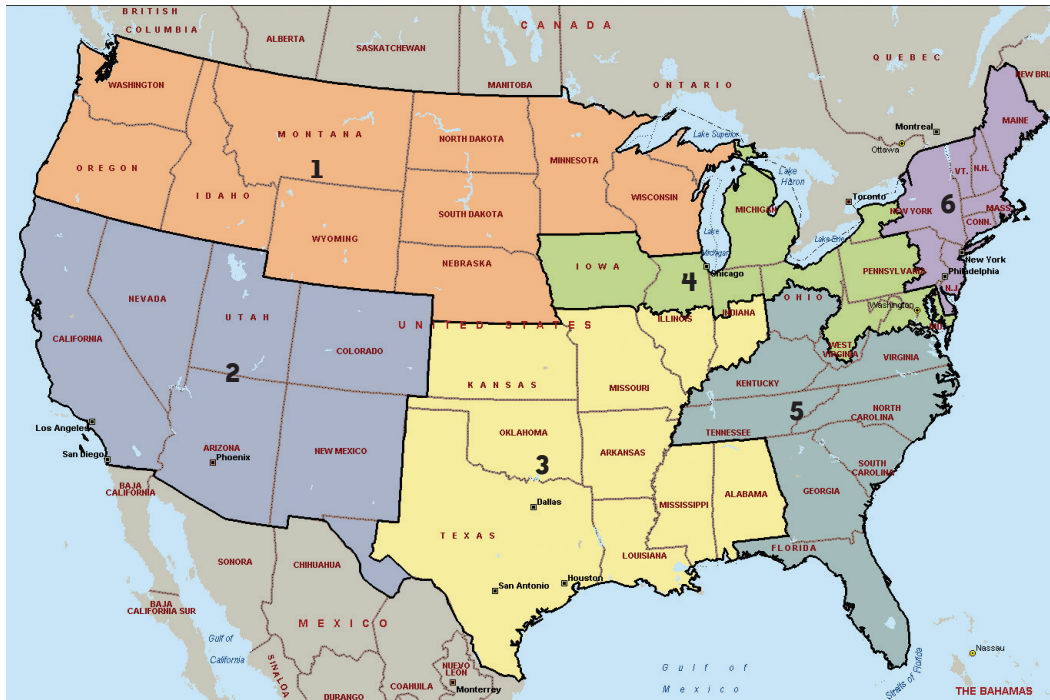 BRITISH
COLUMBIA
ALBERTA
SASKATCHEWAN
MANITOBA
CANADA
ONTARIO
QUEBEC
NEW BRU
WASHINGTON
MONTANA
NORTH DAKOTA
MINNESOTA
Lake Superior
Montreal
Ottawa
MAINE
OREGON
IDAHO
1
SOUTH DAKOTA
WISCONSIN
Lake
Huron
MICHIGAN
Toronto
VT.
N.H.
NEW YORK
6
MASS.
CONN.
WYOMING
NEBRASKA
Lake
Michigan
Lake Erie
New York
Philadelphia
N.J.
IOWA
4
Chicago
OHIO
PENNSYLVANIA
Washington
MD.
NEVADA
UTAH
CALIFORNIA
COLORADO
UNITED STATES
ILLINOIS
INDIANA
WEST
VIRGINIA
VIRGINIA
2
KANSAS
MISSOURI
KENTUCKY
5
NORTH
CAROLINA
TENNESSEE
Los Angeles
San Diego
ARIZONA
Phoenix
NEW MEXICO
OKLAHOMA
3
ARKANSAS
SOUTH
CAROLINA
BAJA
CALIFORNIA
Dallas
MISSISSIPPI
ALABAMA
GEORGIA
TEXAS
LOUISIANA
FLORIDA
SONORA
CHIHUAHUA
San Antonio
Houston
BAJA
CALIFORNIA SUR
MEXICO
Gulf of
California
SINALOA
DURANGO
COAHUILA
NUEVO
LEON
Monterrey
Gulf of
Mexico
Straits of Florida
Nassau
THE BAHAMAS